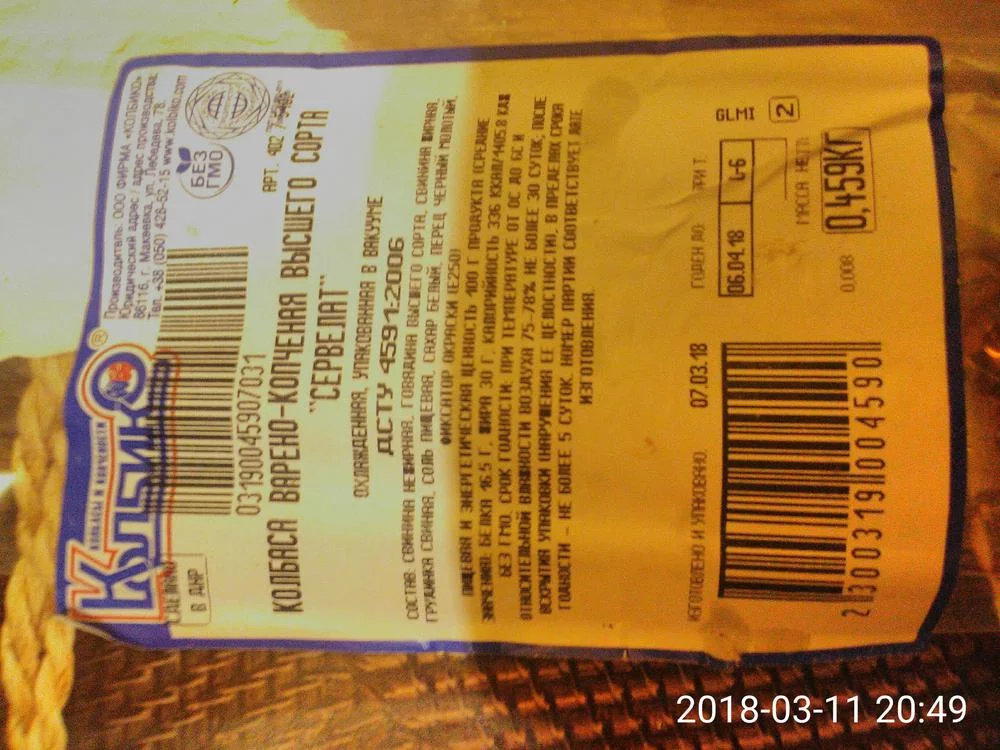 КОЛБАСЫ И КОПЧЕНОСТИ
Колбико®
Производитель: ООО ФИРМА «КОЛБИКО»
Юридический адрес / адрес производства:
86116, г. Макеевка, ул. Лебедева, 78.
Тел. +38 (050) 428-52-15 www.kolbiko.com
СДЕЛАНО
В ДНР
03190045907031
БЕЗ
ГМО
АРТ. 402
КОЛБАСА ВАРЕНО-КОПЧЕНАЯ ВЫСШЕГО СОРТА
"СЕРВЕЛАТ"
ОХЛАЖДЕННАЯ, УПАКОВАННАЯ В ВАКУУМЕ
ДСТУ 4591:2006
СОСТАВ: СВИНИНА НЕЖИРНАЯ, ГОВЯДИНА ВЫСШЕГО СОРТА, СВИНИНА ЖИРНАЯ,
ГРУДИНКА СВИНАЯ, СОЛЬ ПИЩЕВАЯ, САХАР БЕЛЫЙ, ПЕРЕЦ ЧЕРНЫЙ МОЛОТЫЙ,
ФИКСАТОР ОКРАСКИ (Е250)
ПИЩЕВАЯ И ЭНЕРГЕТИЧЕСКАЯ ЦЕННОСТЬ 100 Г ПРОДУКТА (СРЕДНИЕ
ЗНАЧЕНИЯ): БЕЛКА 16.5 Г, ЖИРА 30 Г, КАЛОРИЙНОСТЬ 336 ККАЛ/1405.8 КДЖ
БЕЗ ГМО. СРОК ГОДНОСТИ: ПРИ ТЕМПЕРАТУРЕ ОТ 0С ДО 6С И
ОТНОСИТЕЛЬНОЙ ВЛАЖНОСТИ ВОЗДУХА 75-78% НЕ БОЛЕЕ 30 СУТОК, ПОСЛЕ
ВСКРЫТИЯ УПАКОВКИ (НАРУШЕНИЯ ЕЕ ЦЕЛОСТНОСТИ), В ПРЕДЕЛАХ СРОКА
ГОДНОСТИ - НЕ БОЛЕЕ 5 СУТОК. НОМЕР ПАРТИИ СООТВЕТСТВУЕТ ДАТЕ
ИЗГОТОВЛЕНИЯ.
ИЗГОТОВЛЕНО И УПАКОВАНО: 07.03.18
ГОДЕН ДО: ПРИ Т:
06.04.18
GLMI 2
МАССА НЕТТО:
0.008 0,459КГ
2300319004590
2018-03-11 20:49